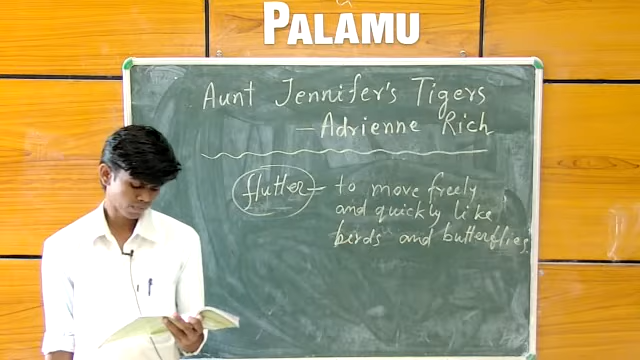 PALAMU
Aunt Jennifer's Tigers
— Adrienne Rich
flutter — to move freely
and quickly like
birds and butterflies.